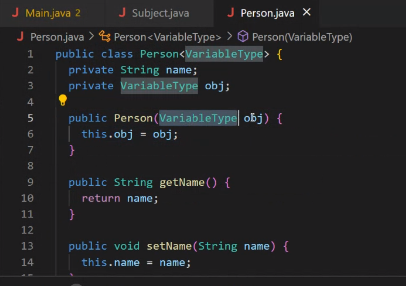 Main.java 2 Subject.java Person.java ×
Person.java > Person<VariableType> > Person(VariableType)
1 public class Person<VariableType> {
2 private String name;
3 private VariableType obj;
4
5 public Person(VariableType obj) {
6 this.obj = obj;
7 }
8
9 public String getName() {
10 return name;
11 }
12
13 public void setName(String name) {
14 this.name = name;